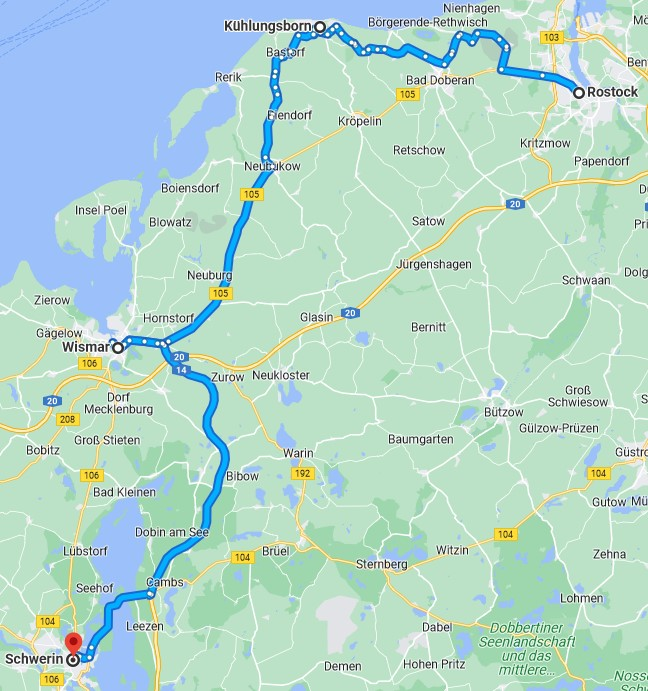 Nienhagen
Kühlungsborn
Börgerende-Rethwisch
103
Bastorf
Rerik
Bad Doberan
105
Rostock
Kröpelin
Retschow
Kritzmow
Papendorf
Neubukow
105
Boiensdorf
Insel Poel
Blowatz
20
Satow
Jürgenshagen
Neuburg
105
Schwaan
Zierow
Hornstorf
Glasin
20
Bernitt
Gägelow
Wismar
106
20
14
Zurow
Neukloster
20
Dorf
Mecklenburg
208
Groß
Schwiesow
Bützow
Gülzow-Prüzen
Groß Stieten
Baumgarten
Bobitz
Warin
106
Bibow
192
104
Bad Kleinen
Dobin am See
104
Lübstorf
104
Brüel
Witzin
Zehna
Sternberg
Seehof
Cambs
Lohmen
104
Leezen
Dabel
Dobbertiner
Seenlandschaft
und das
mittlere...
Schwerin
106
Demen
Hohen Pritz